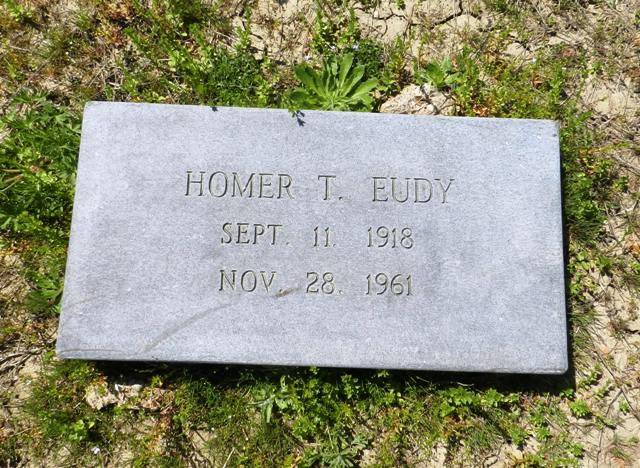 HOMER T. EUDY
SEPT. 11. 1918
NOV. 28. 1961